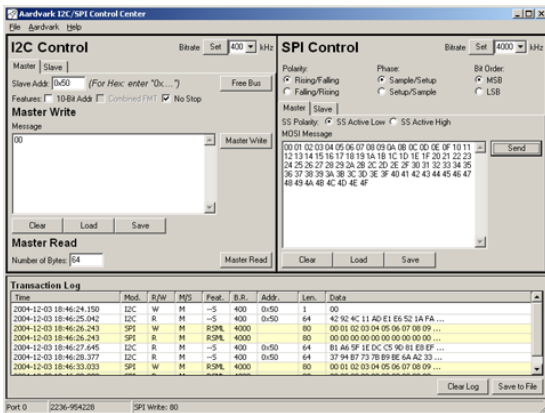 Aardvark I2C/SPI Control Center
File Aardvark Help
I2C Control
Bitrate Set 400 kHz
Master Slave
Slave Addr: 0x50 (For Hex: enter "0x...") Free Bus
Features: 10-Bit Addr Combined FMT No Stop
Master Write
Message
00
Master Write
Clear Load Save
Master Read
Number of Bytes: 64 Master Read
SPI Control
Bitrate Set 4000 kHz
Polarity: Phase: Bit Order:
Rising/Falling Sample/Setup MSB
Falling/Rising Setup/Sample LSB
Master Slave
SS Polarity: SS Active Low SS Active High
MOSI Message
00 01 02 03 04 05 06 07 08 09 0A 0B 0C 0D 0E 0F 10 11
12 13 14 15 16 17 18 19 1A 1B 1C 1D 1E 1F 20 21 22 23
24 25 26 27 28 29 2A 2B 2C 2D 2E 2F 30 31 32 33 34 35
36 37 38 39 3A 3B 3C 3D 3E 3F 40 41 42 43 44 45 46 47
48 49 4A 4B 4C 4D 4E 4F
Send
Clear Load Save
Transaction Log
Time Mod. R/W M/S Feat. B.R. Addr. Len. Data
2004-12-03 18:46:24.150 I2C W M --S 400 0x50 1 00
2004-12-03 18:46:25.042 I2C R M --S 400 0x50 64 42 92 4C 11 AD E1 E6 52 1A FA ...
2004-12-03 18:46:26.243 SPI W M RSML 4000 80 00 01 02 03 04 05 06 07 08 09 ...
2004-12-03 18:46:26.243 SPI R M RSML 4000 80 00 00 00 00 00 00 00 00 00 00 ...
2004-12-03 18:46:27.645 I2C R M --S 400 0x50 64 B1 A6 5F 1E DC C5 9D 81 E8 EF ...
2004-12-03 18:46:28.377 I2C R M --S 400 0x50 64 37 94 B7 73 7B B9 BE 6A A2 33 ...
2004-12-03 18:46:33.033 SPI W M RSML 4000 80 00 01 02 03 04 05 06 07 08 09 ...
Clear Log Save to File
Port 0 2236-954228 SPI Write: 80